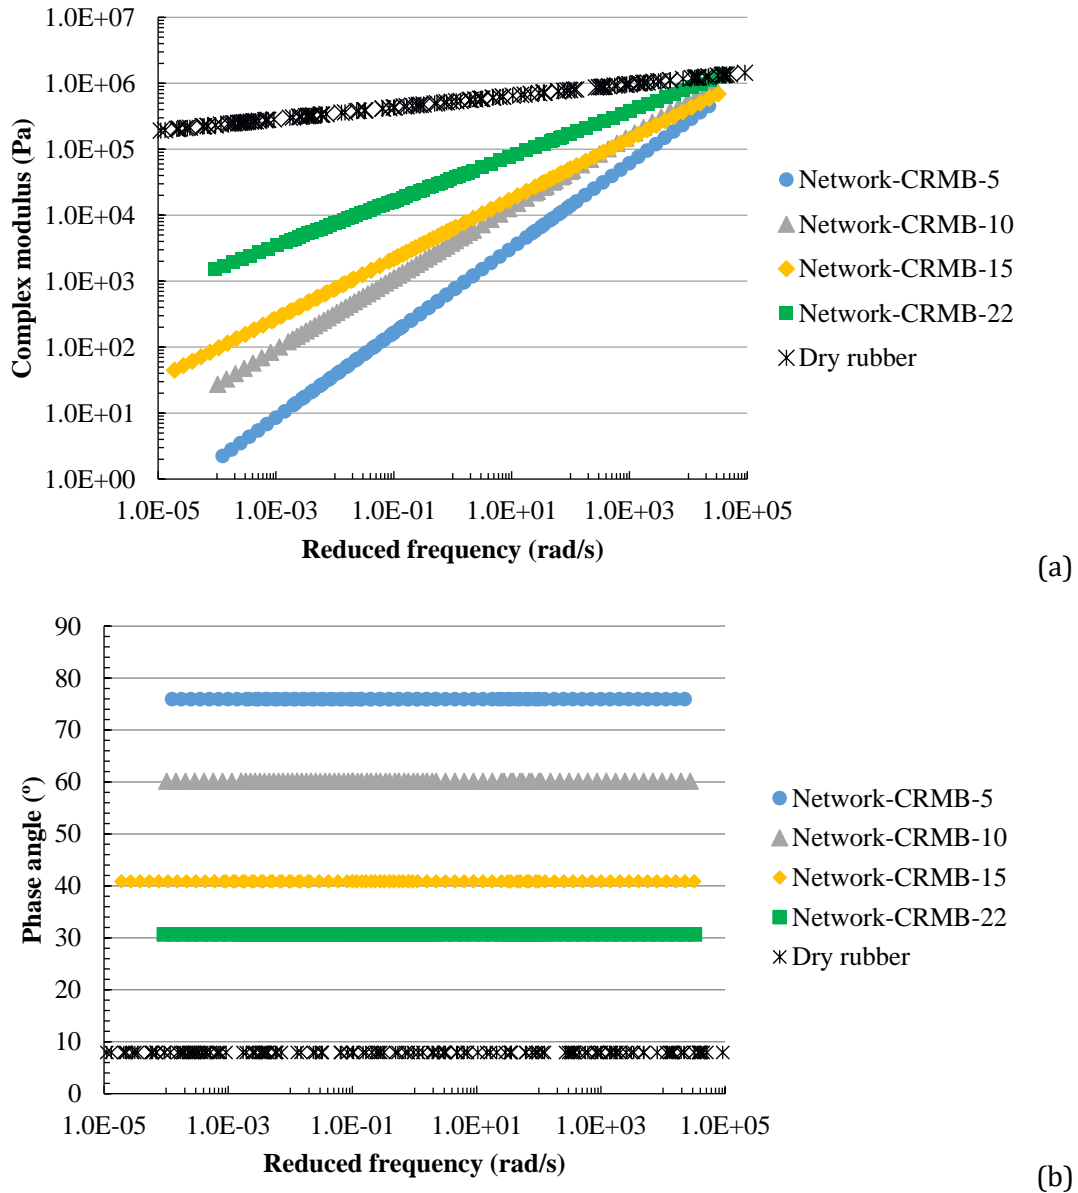 1.0E+07
1.0E+06
1.0E+05
1.0E+04
1.0E+03
1.0E+02
1.0E+01
1.0E+00
Complex modulus (Pa)
1.0E-05 1.0E-03 1.0E-01 1.0E+01 1.0E+03 1.0E+05
Reduced frequency (rad/s)
Network-CRMB-5
Network-CRMB-10
Network-CRMB-15
Network-CRMB-22
Dry rubber
(a)
90
80
70
60
50
40
30
20
10
0
Phase angle (º)
1.0E-05 1.0E-03 1.0E-01 1.0E+01 1.0E+03 1.0E+05
Reduced frequency (rad/s)
Network-CRMB-5
Network-CRMB-10
Network-CRMB-15
Network-CRMB-22
Dry rubber
(b)